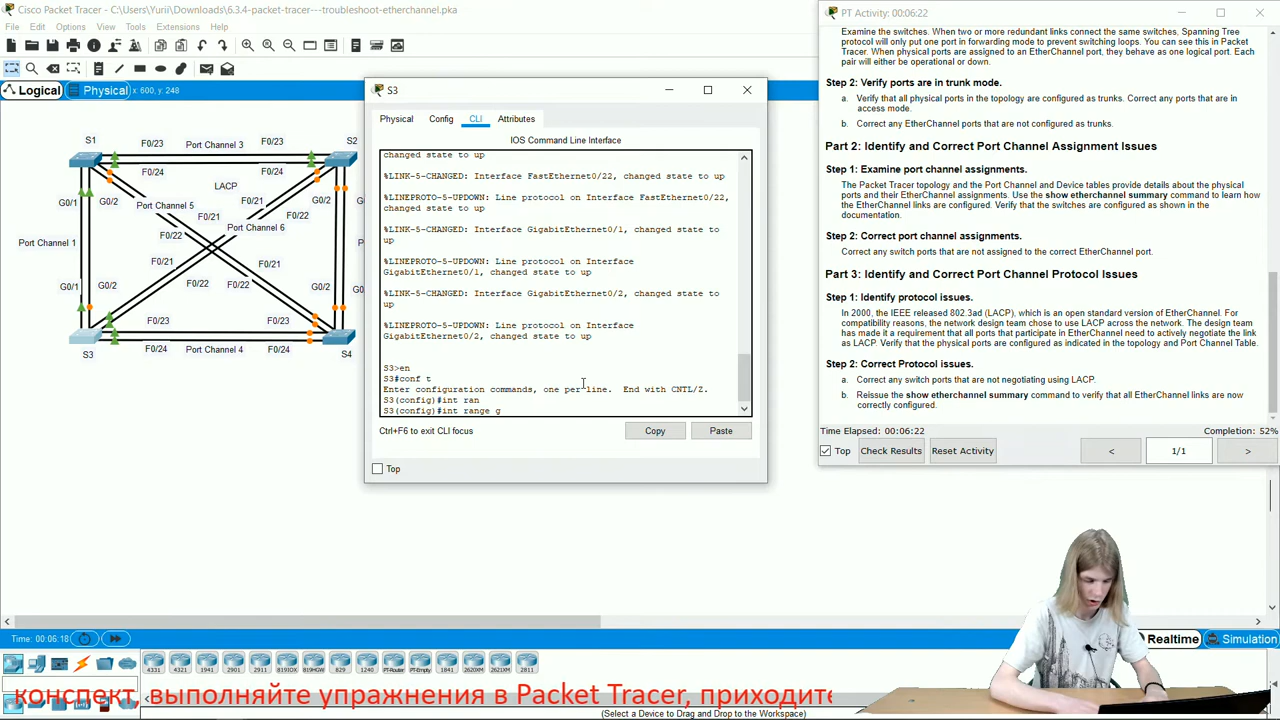 Cisco Packet Tracer - C:\Users\Yurii\Downloads\6.3.4-packet-tracer---troubleshoot-etherchannel.pka
File Edit Options View Tools Extensions Help
Logical Physical x: 600, y: 248
S1 F0/23 Port Channel 3 F0/23 S2
F0/24 F0/24
LACP
G0/1 G0/2 F0/21 G0/2
Port Channel 5 F0/21 F0/22
Port Channel 6
F0/22
Port Channel 1
F0/21 F0/21
G0/1 G0/2 F0/22 F0/22 G0/2
F0/23 F0/23
S3 F0/24 Port Channel 4 F0/24 S4
S3
Physical Config CLI Attributes
IOS Command Line Interface
changed state to up
%LINK-5-CHANGED: Interface FastEthernet0/22, changed state to up
%LINEPROTO-5-UPDOWN: Line protocol on Interface FastEthernet0/22,
changed state to up
%LINK-5-CHANGED: Interface GigabitEthernet0/1, changed state to
up
%LINEPROTO-5-UPDOWN: Line protocol on Interface
GigabitEthernet0/1, changed state to up
%LINK-5-CHANGED: Interface GigabitEthernet0/2, changed state to
up
%LINEPROTO-5-UPDOWN: Line protocol on Interface
GigabitEthernet0/2, changed state to up
S3>en
S3#conf t
Enter configuration commands, one per line. End with CNTL/Z.
S3(config)#int ran
S3(config)#int range g
Ctrl+F6 to exit CLI focus
Copy Paste
Top
PT Activity: 00:06:22
Examine the switches. When two or more redundant links connect the same switches. Spanning Tree
protocol will only put one port in forwarding mode to prevent switching loops. You can see this in Packet
Tracer. When physical ports are assigned to an EtherChannel port, they behave as one logical port. Each
pair will either be operational or down.
Step 2: Verify ports are in trunk mode.
a. Verify that all physical ports in the topology are configured as trunks. Correct any ports that are in
access mode.
b. Correct any EtherChannel ports that are not configured as trunks.
Part 2: Identify and Correct Port Channel Assignment Issues
Step 1: Examine port channel assignments.
The Packet Tracer topology and the Port Channel and Device tables provide details about the physical
ports and their EtherChannel assignments. Use the show etherchannel summary command to learn how
the EtherChannel links are configured. Verify that the switches are configured as shown in the
documentation.
Step 2: Correct port channel assignments.
Correct any switch ports that are not assigned to the correct EtherChannel port.
Part 3: Identify and Correct Port Channel Protocol Issues
Step 1: Identify protocol issues.
In 2000, the IEEE released 802.3ad (LACP), which is an open standard version of EtherChannel. For
compatibility reasons, the network design team chose to use LACP across the network. The design team
has made it a requirement that all ports that participate in EtherChannel need to actively negotiate the link
as LACP. Verify that the ports are configured as indicated in the topology and Port Channel Table.
Step 2: Correct Protocol issues.
a. Correct any switch ports that are not negotiating using LACP.
b. Reissue the show etherchannel summary command to verify that all EtherChannel links are now
correctly configured.
Time Elapsed: 00:06:22 Completion: 52%
Top Check Results Reset Activity < 1/1 >
Time: 00:06:18 Realtime Simulation
4331 4321 1941 2901 2911 819IOX 819HGW 829 1240 PT-Router PT-Empty 1841 2620XM 2621XM 2811
конспект, выполняйте упражнения в Packet Tracer, приходите
(Select a Device to Drag and Drop to the Workspace)